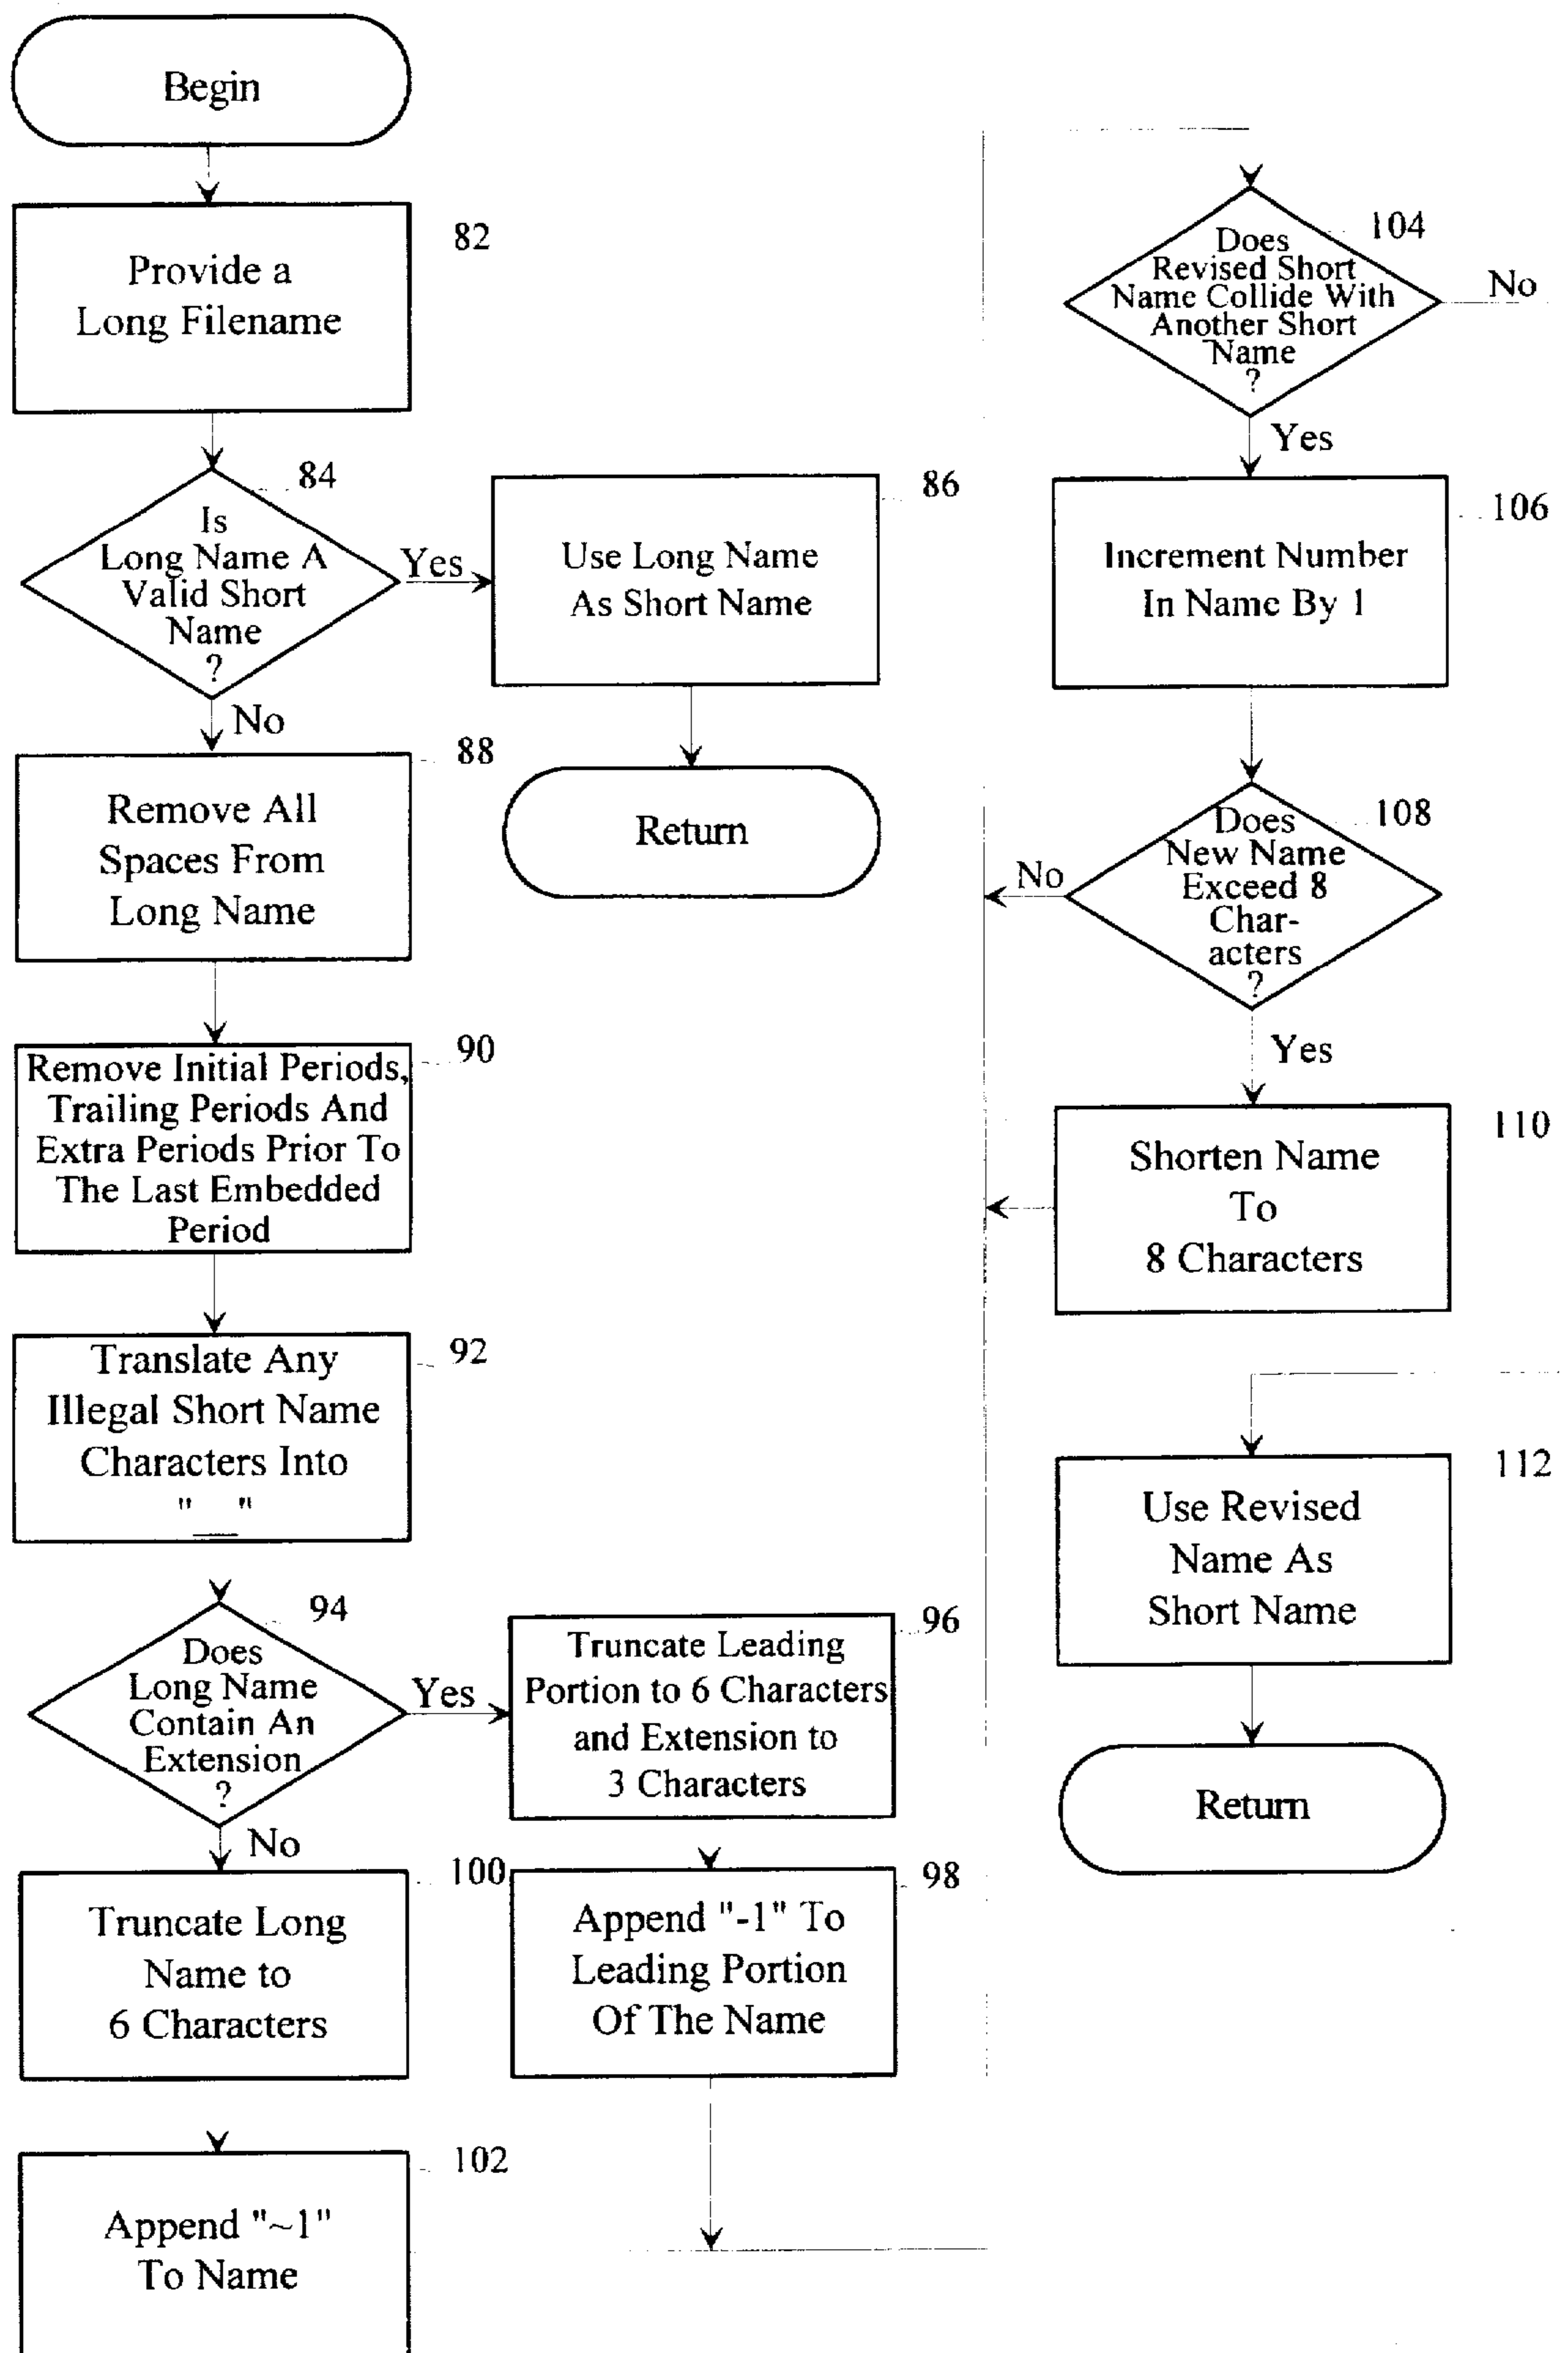 Begin
82
Provide a
Long Filename
84
Is
Long Name A
Valid Short
Name
?
Yes
86
Use Long Name
As Short Name
Return
No
88
Remove All
Spaces From
Long Name
90
Remove Initial Periods,
Trailing Periods And
Extra Periods Prior To
The Last Embedded
Period
92
Translate Any
Illegal Short Name
Characters Into
"__"
94
Does
Long Name
Contain An
Extension
?
Yes
96
Truncate Leading
Portion to 6 Characters
and Extension to
3 Characters
98
Append "-1" To
Leading Portion
Of The Name
No
100
Truncate Long
Name to
6 Characters
102
Append "~1"
To Name
104
Does
Revised Short
Name Collide With
Another Short
Name
?
No
Yes
106
Increment Number
In Name By 1
108
Does
New Name
Exceed 8
Char-
acters
?
No
Yes
110
Shorten Name
To
8 Characters
112
Use Revised
Name As
Short Name
Return